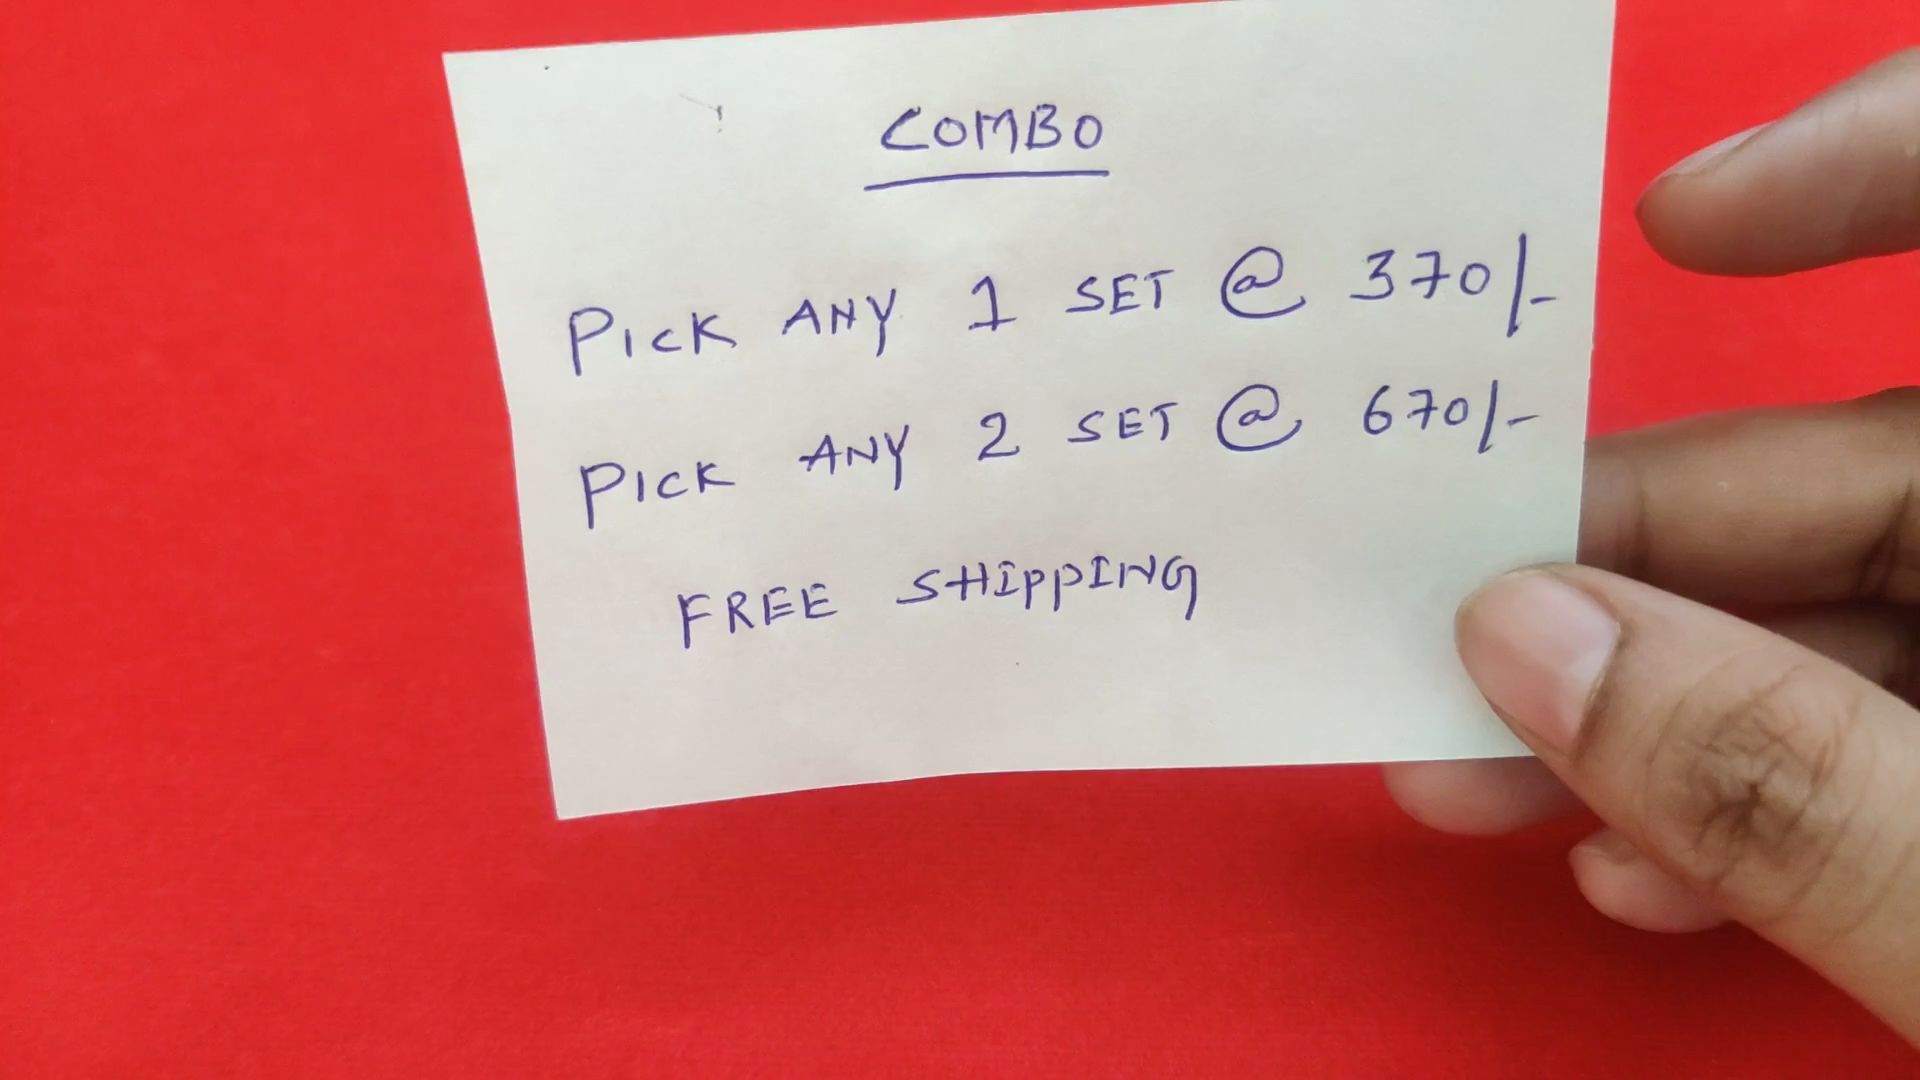 COMBO
PICK ANY 1 SET @ 370/-
PICK ANY 2 SET @ 670/-
FREE SHIPPING